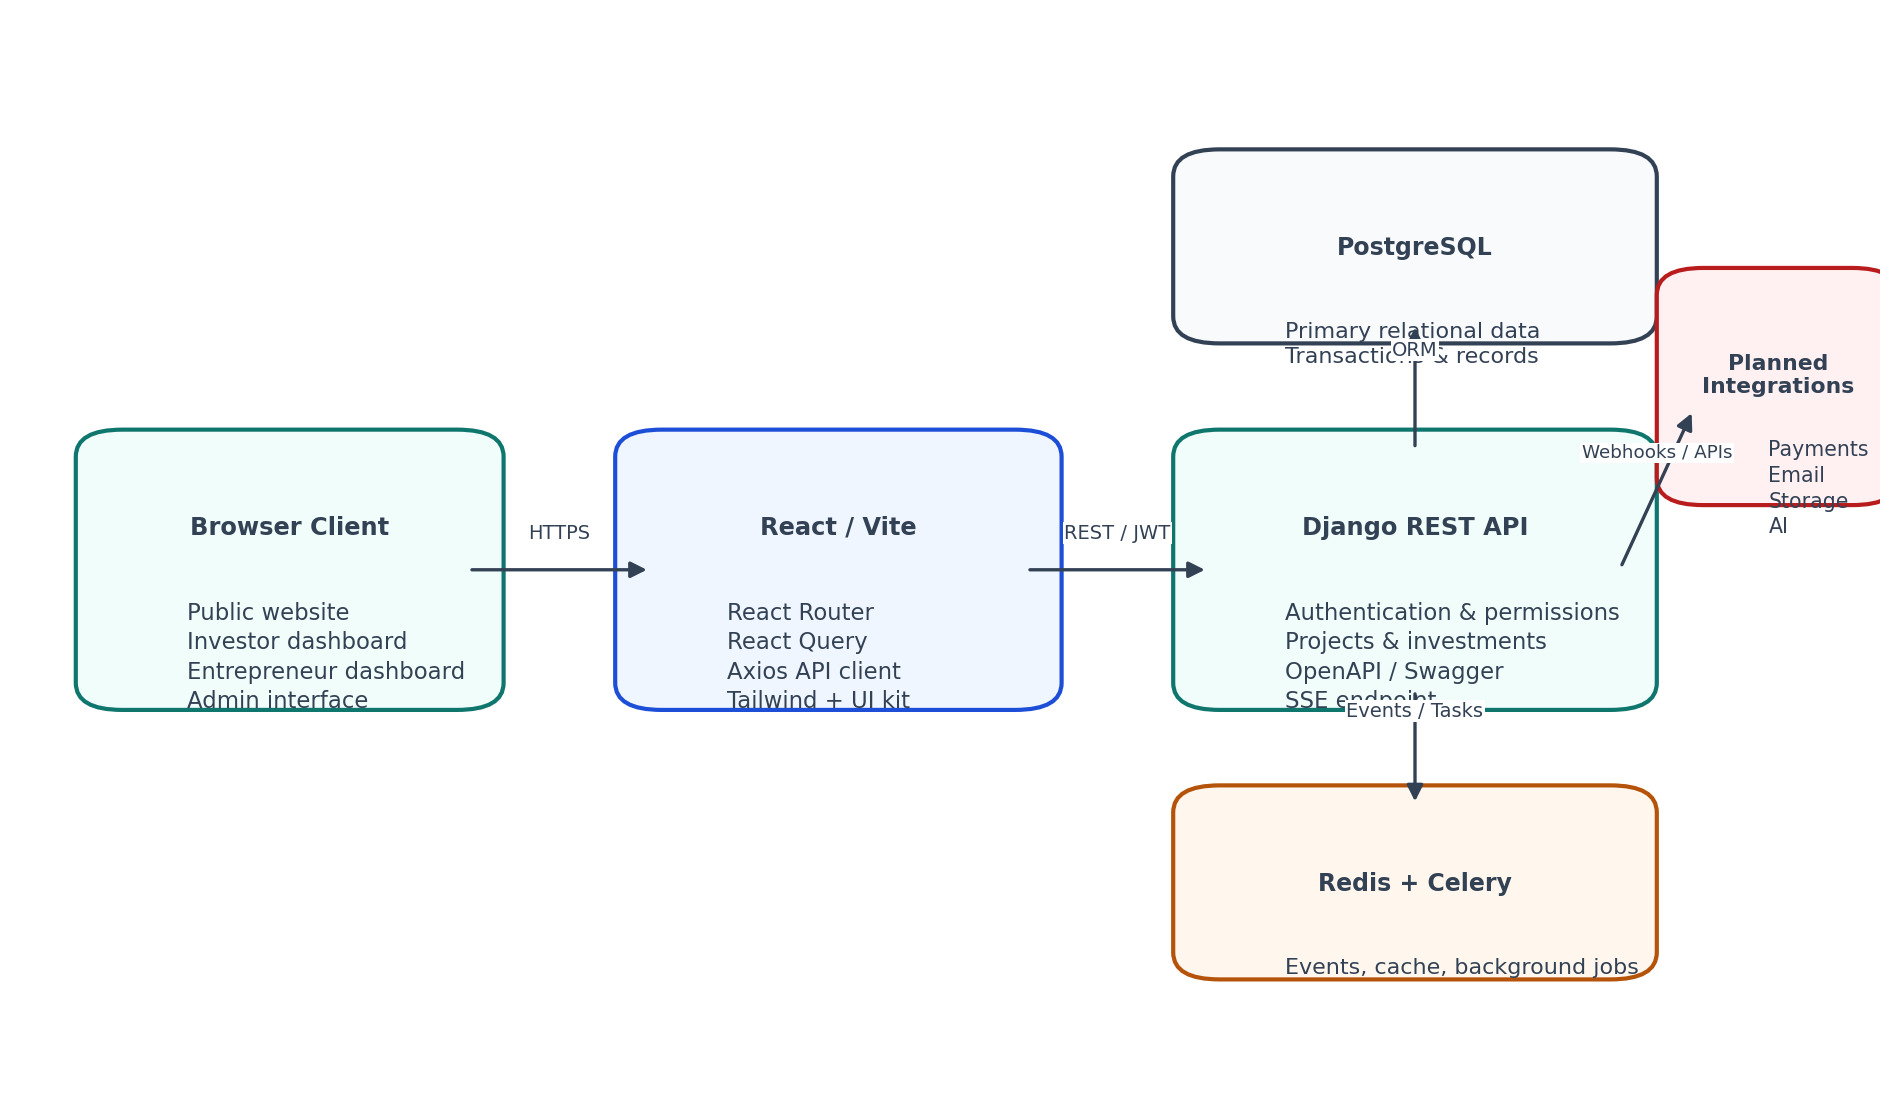 PostgreSQL
Primary relational data
Transactions & records
ORM
Planned
Integrations
Payments
Email
Storage
AI
Webhooks / APIs
Browser Client
Public website
Investor dashboard
Entrepreneur dashboard
Admin interface
HTTPS
React / Vite
React Router
React Query
Axios API client
Tailwind + UI kit
REST / JWT
Django REST API
Authentication & permissions
Projects & investments
OpenAPI / Swagger
SSE endpoint
Events / Tasks
Redis + Celery
Events, cache, background jobs